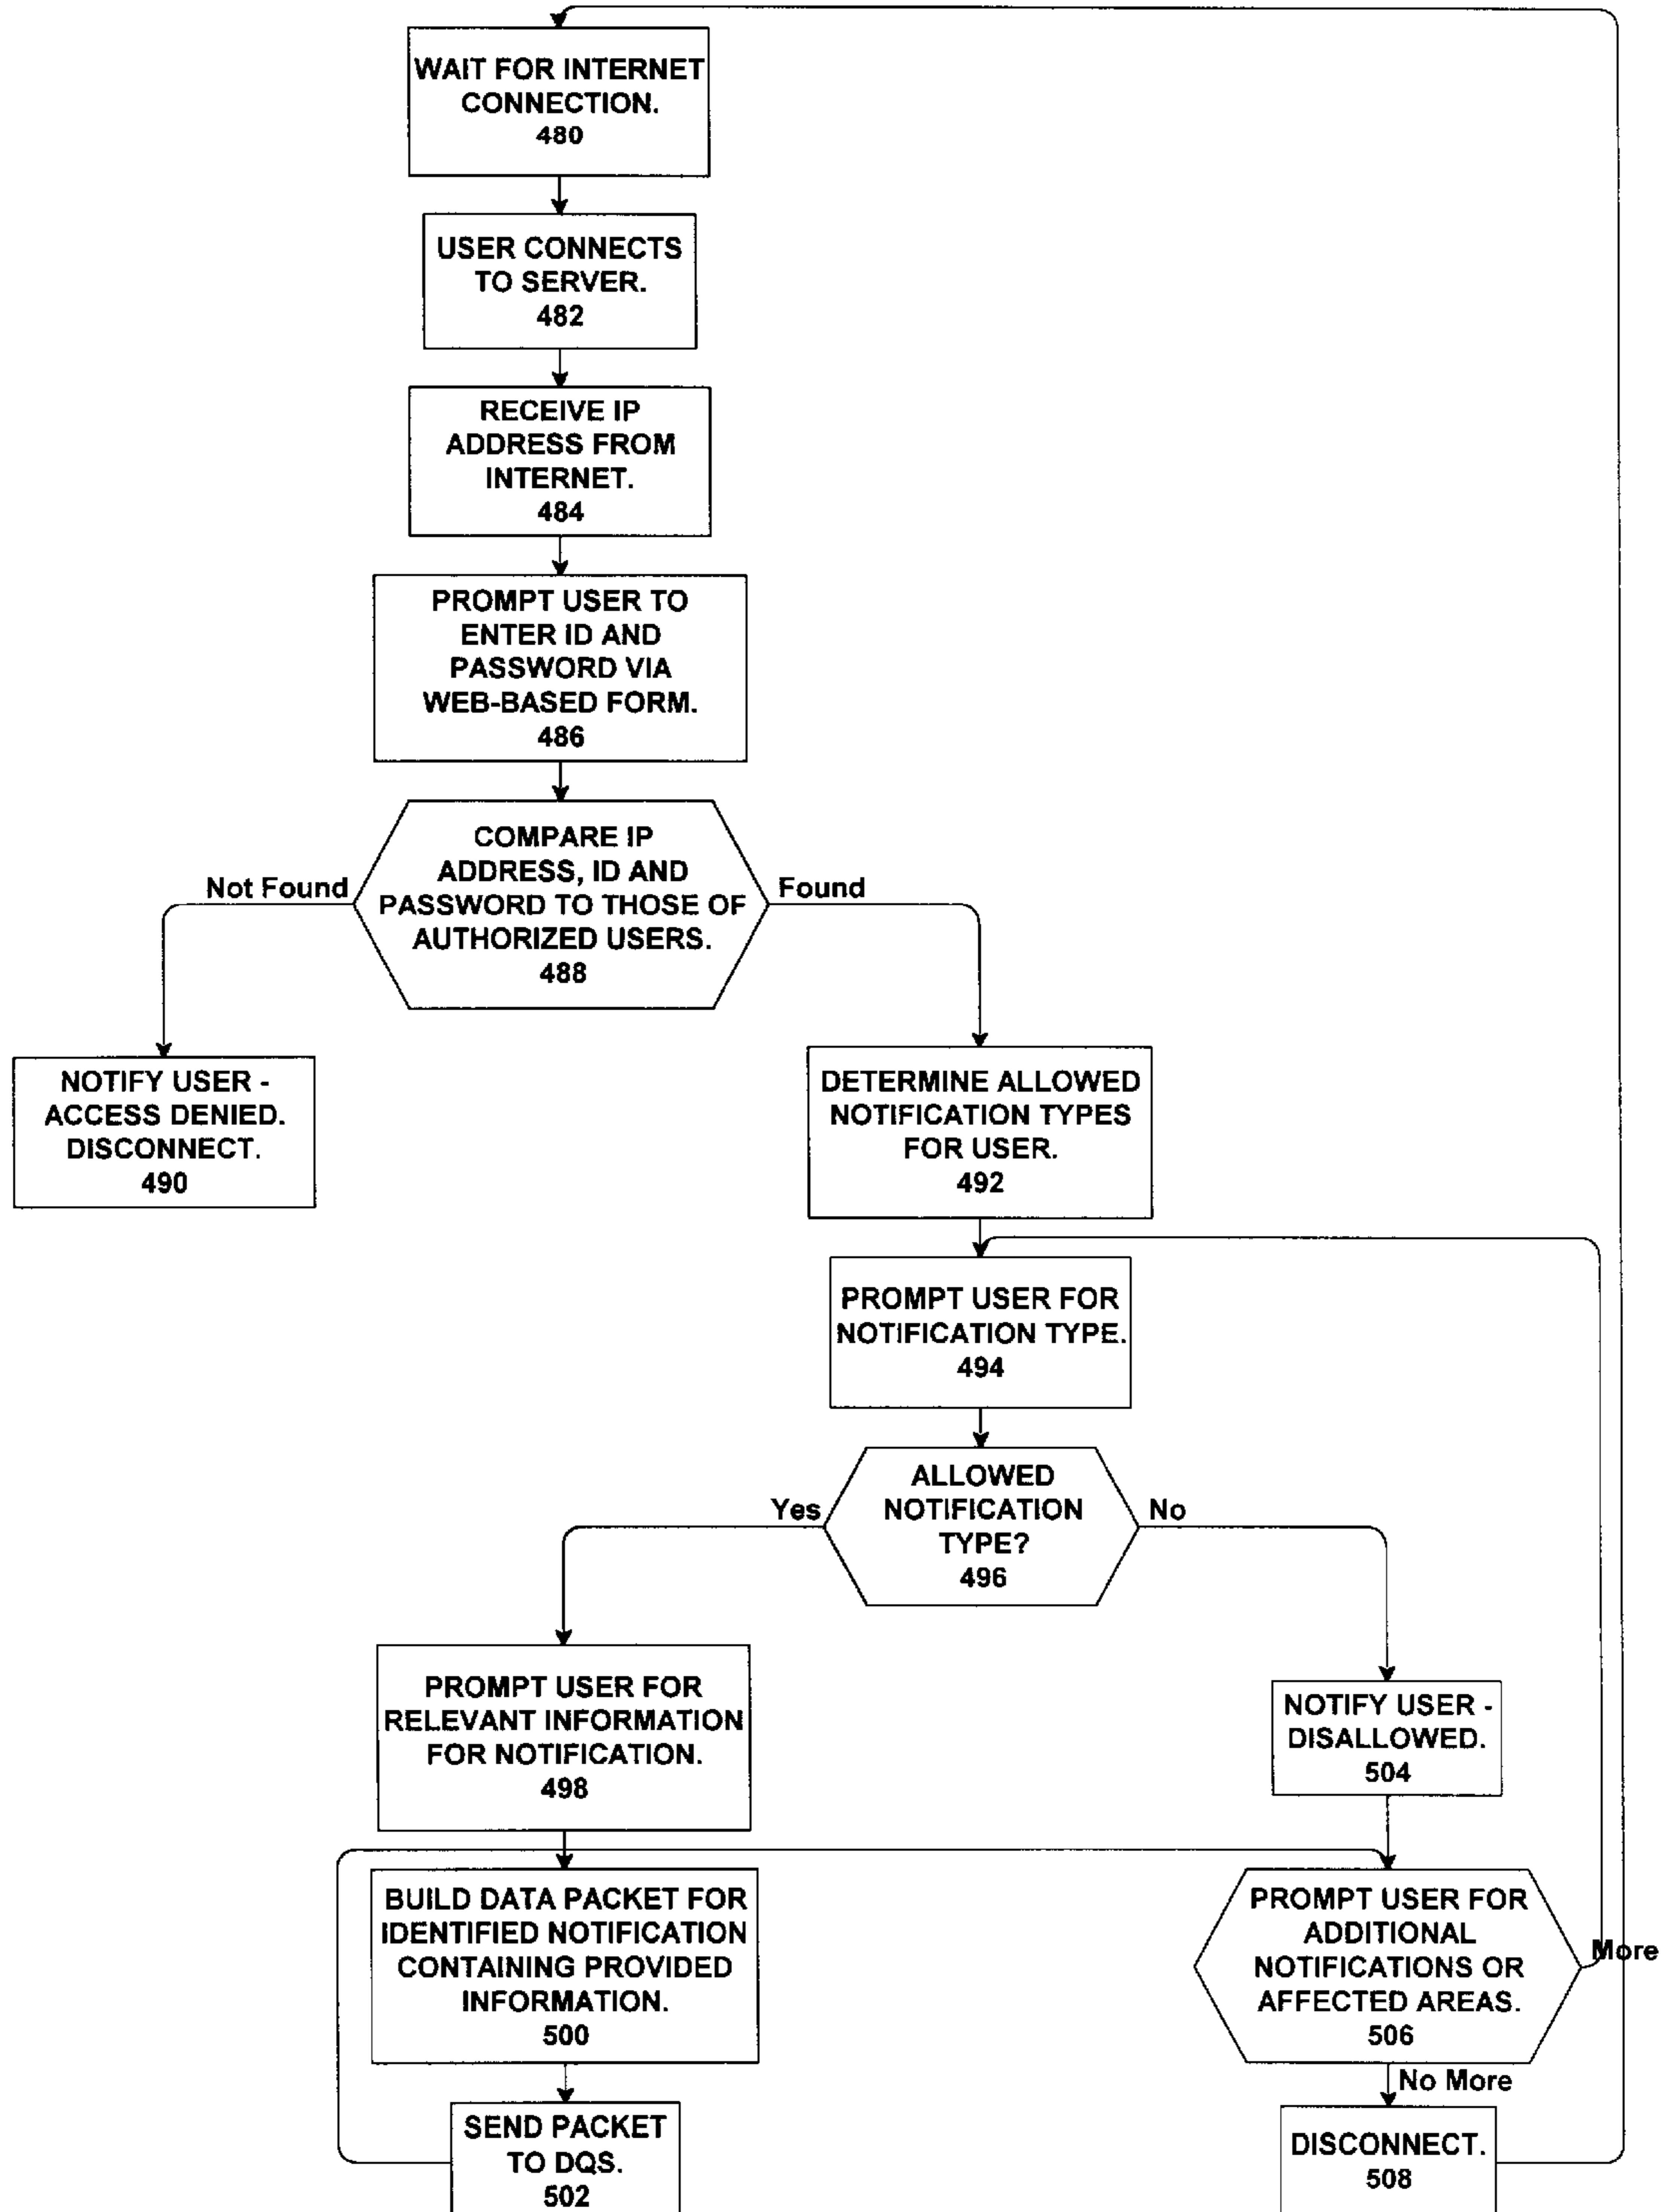 WAIT FOR INTERNET
CONNECTION.
480
USER CONNECTS
TO SERVER.
482
RECEIVE IP
ADDRESS FROM
INTERNET.
484
PROMPT USER TO
ENTER ID AND
PASSWORD VIA
WEB-BASED FORM.
486
COMPARE IP
ADDRESS, ID AND
PASSWORD TO THOSE OF
AUTHORIZED USERS.
488
Not Found
Found
NOTIFY USER -
ACCESS DENIED.
DISCONNECT.
490
DETERMINE ALLOWED
NOTIFICATION TYPES
FOR USER.
492
PROMPT USER FOR
NOTIFICATION TYPE.
494
ALLOWED
NOTIFICATION
TYPE?
496
Yes
No
PROMPT USER FOR
RELEVANT INFORMATION
FOR NOTIFICATION.
498
NOTIFY USER -
DISALLOWED.
504
BUILD DATA PACKET FOR
IDENTIFIED NOTIFICATION
CONTAINING PROVIDED
INFORMATION.
500
PROMPT USER FOR
ADDITIONAL
NOTIFICATIONS OR
AFFECTED AREAS.
506
More
No More
SEND PACKET
TO DQS.
502
DISCONNECT.
508